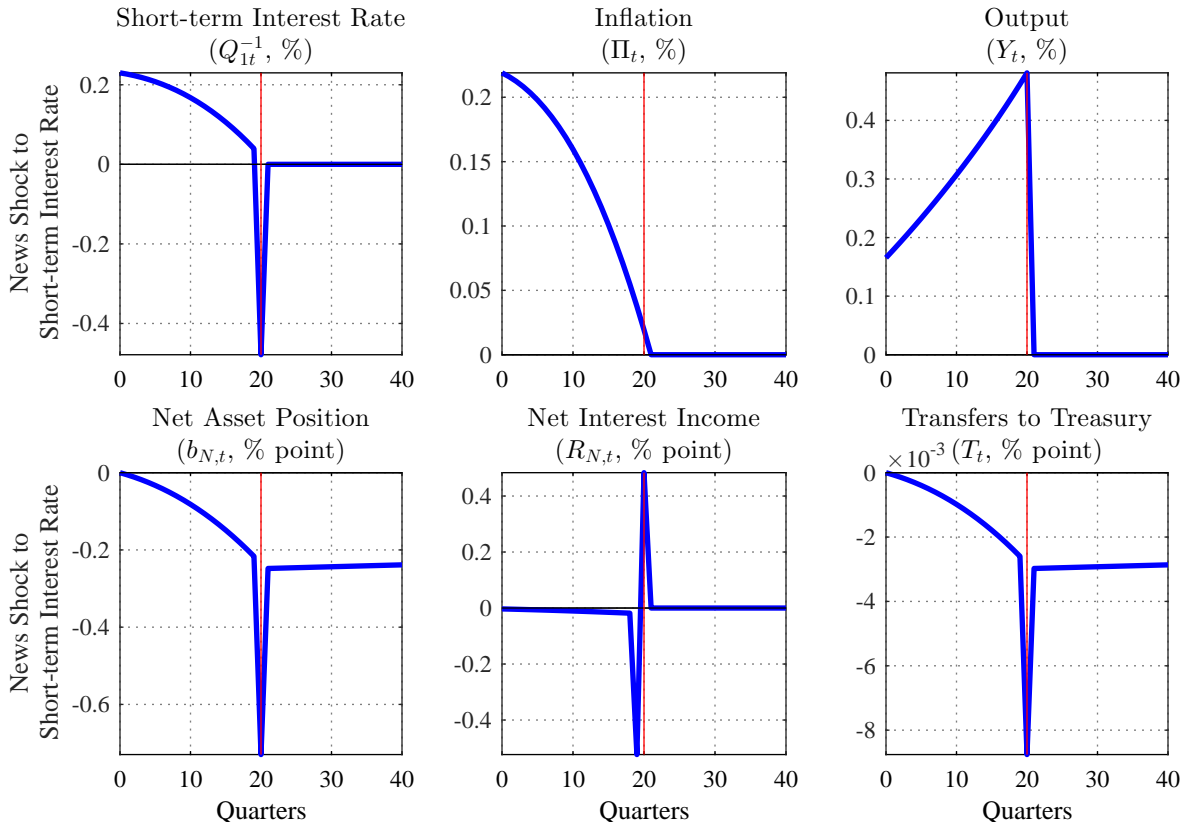 Short-term Interest Rate
(Q_{1t}^{-1}, %)
Inflation
(Π_t, %)
Output
(Y_t, %)
News Shock to
Short-term Interest Rate
0.2
0
-0.2
-0.4
0 10 20 30 40
0.2
0.15
0.1
0.05
0
0 10 20 30 40
0.4
0.3
0.2
0.1
0
0 10 20 30 40
Net Asset Position
(b_{N,t}, % point)
Net Interest Income
(R_{N,t}, % point)
Transfers to Treasury
×10^{-3} (T_t, % point)
News Shock to
Short-term Interest Rate
0
-0.2
-0.4
-0.6
0 10 20 30 40
Quarters
0.4
0.2
0
-0.2
-0.4
0 10 20 30 40
Quarters
0
-2
-4
-6
-8
0 10 20 30 40
Quarters